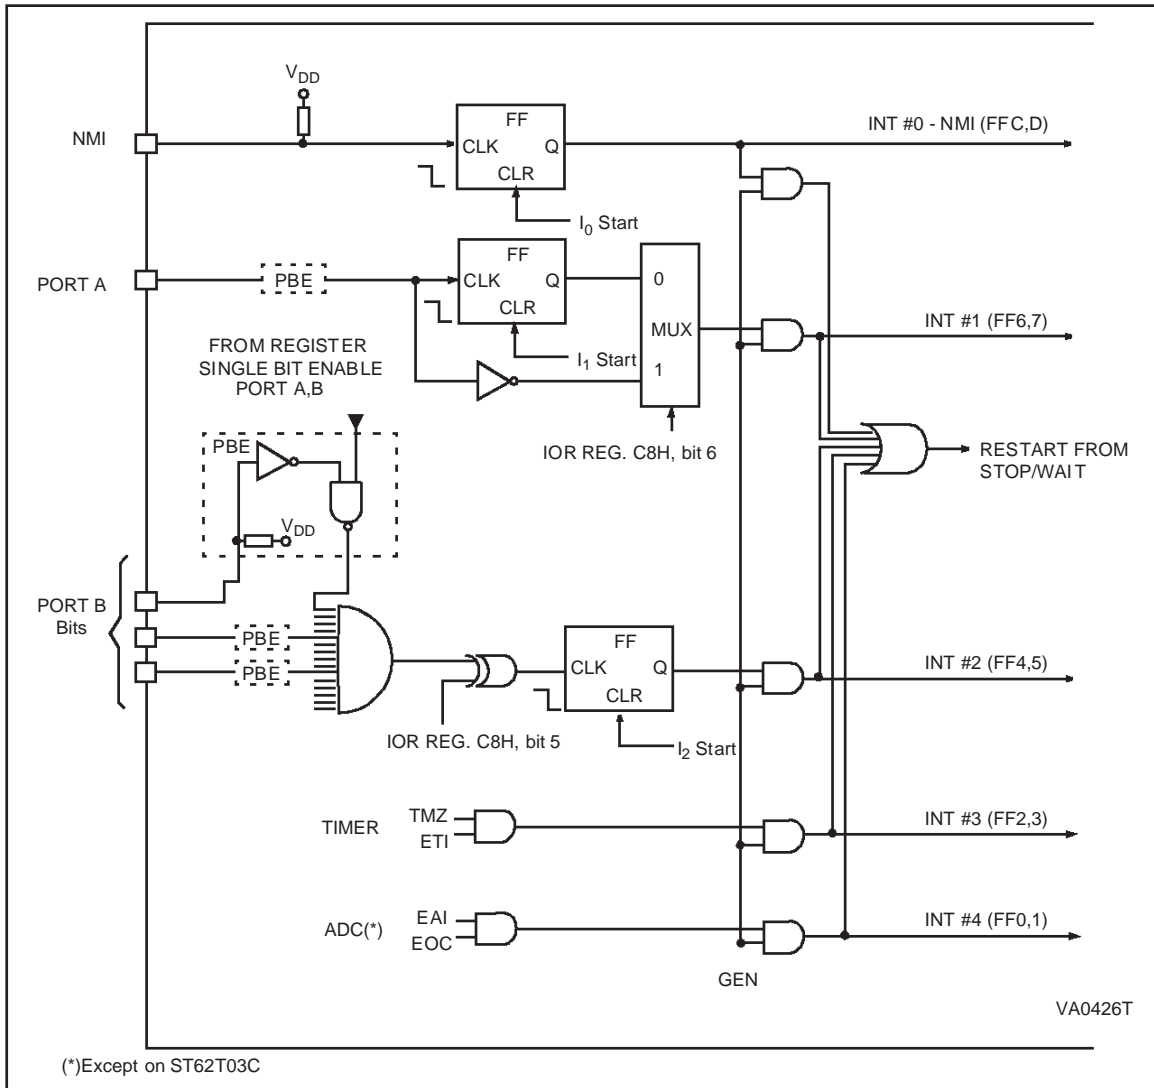 VDD
NMI
FF
CLK
Q
CLR
I0 Start
INT #0 - NMI (FFC,D)
PORT A
PBE
FF
CLK
Q
CLR
I1 Start
0
MUX
1
IOR REG. C8H, bit 6
INT #1 (FF6,7)
FROM REGISTER
SINGLE BIT ENABLE
PORT A,B
PBE
VDD
RESTART FROM
STOP/WAIT
PORT B
Bits
PBE
PBE
IOR REG. C8H, bit 5
FF
CLK
Q
CLR
I2 Start
INT #2 (FF4,5)
TIMER
TMZ
ETI
INT #3 (FF2,3)
ADC(*)
EAI
EOC
INT #4 (FF0,1)
GEN
VA0426T
(*)Except on ST62T03C